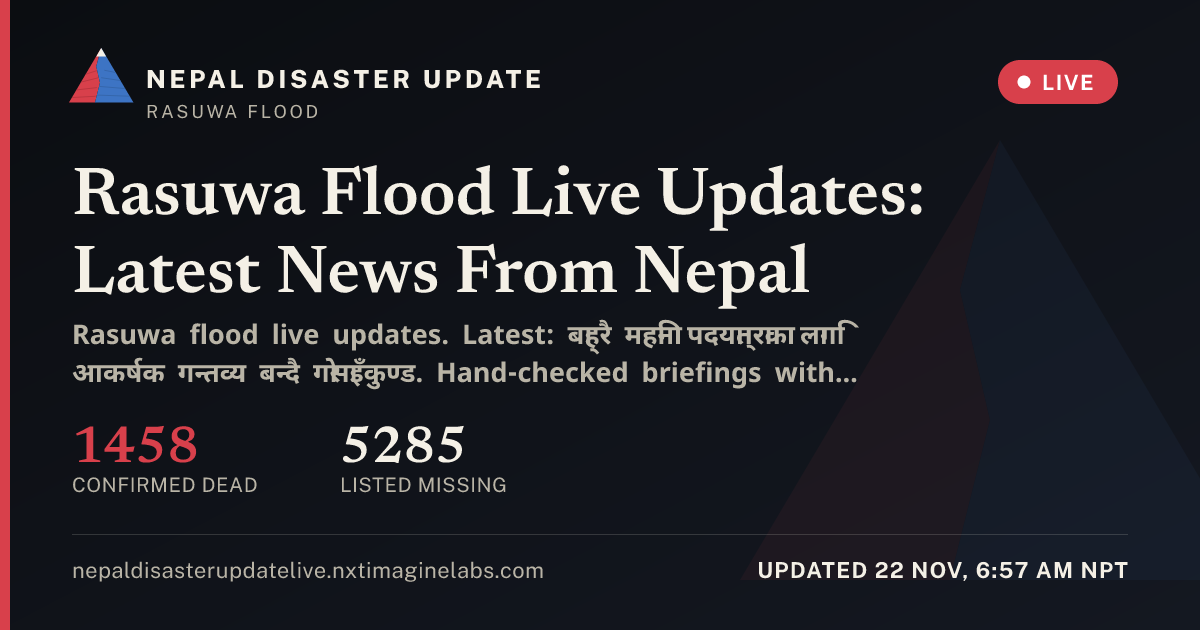 NEPAL DISASTER UPDATE
RASUWA FLOOD
LIVE
Rasuwa Flood Live Updates:
Latest News From Nepal
Rasuwa flood live updates. Latest: बह्रै महिना पदयात्रका लागि
आकर्षक गन्तव्य बन्दै गोसाइँकुण्ड. Hand-checked briefings with...
1458
CONFIRMED DEAD
5285
LISTED MISSING
nepaldisasterupdatelive.nxtimaginelabs.com
UPDATED 22 NOV, 6:57 AM NPT